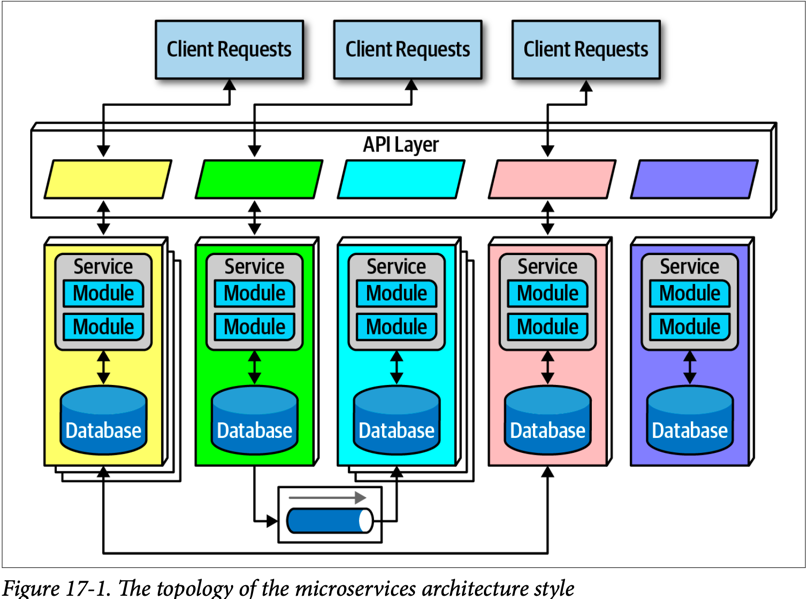 Client Requests
Client Requests
Client Requests
API Layer
Service
Module
Module
Database
Service
Module
Module
Database
Service
Module
Module
Database
Service
Module
Module
Database
Service
Module
Module
Database
Figure 17-1. The topology of the microservices architecture style